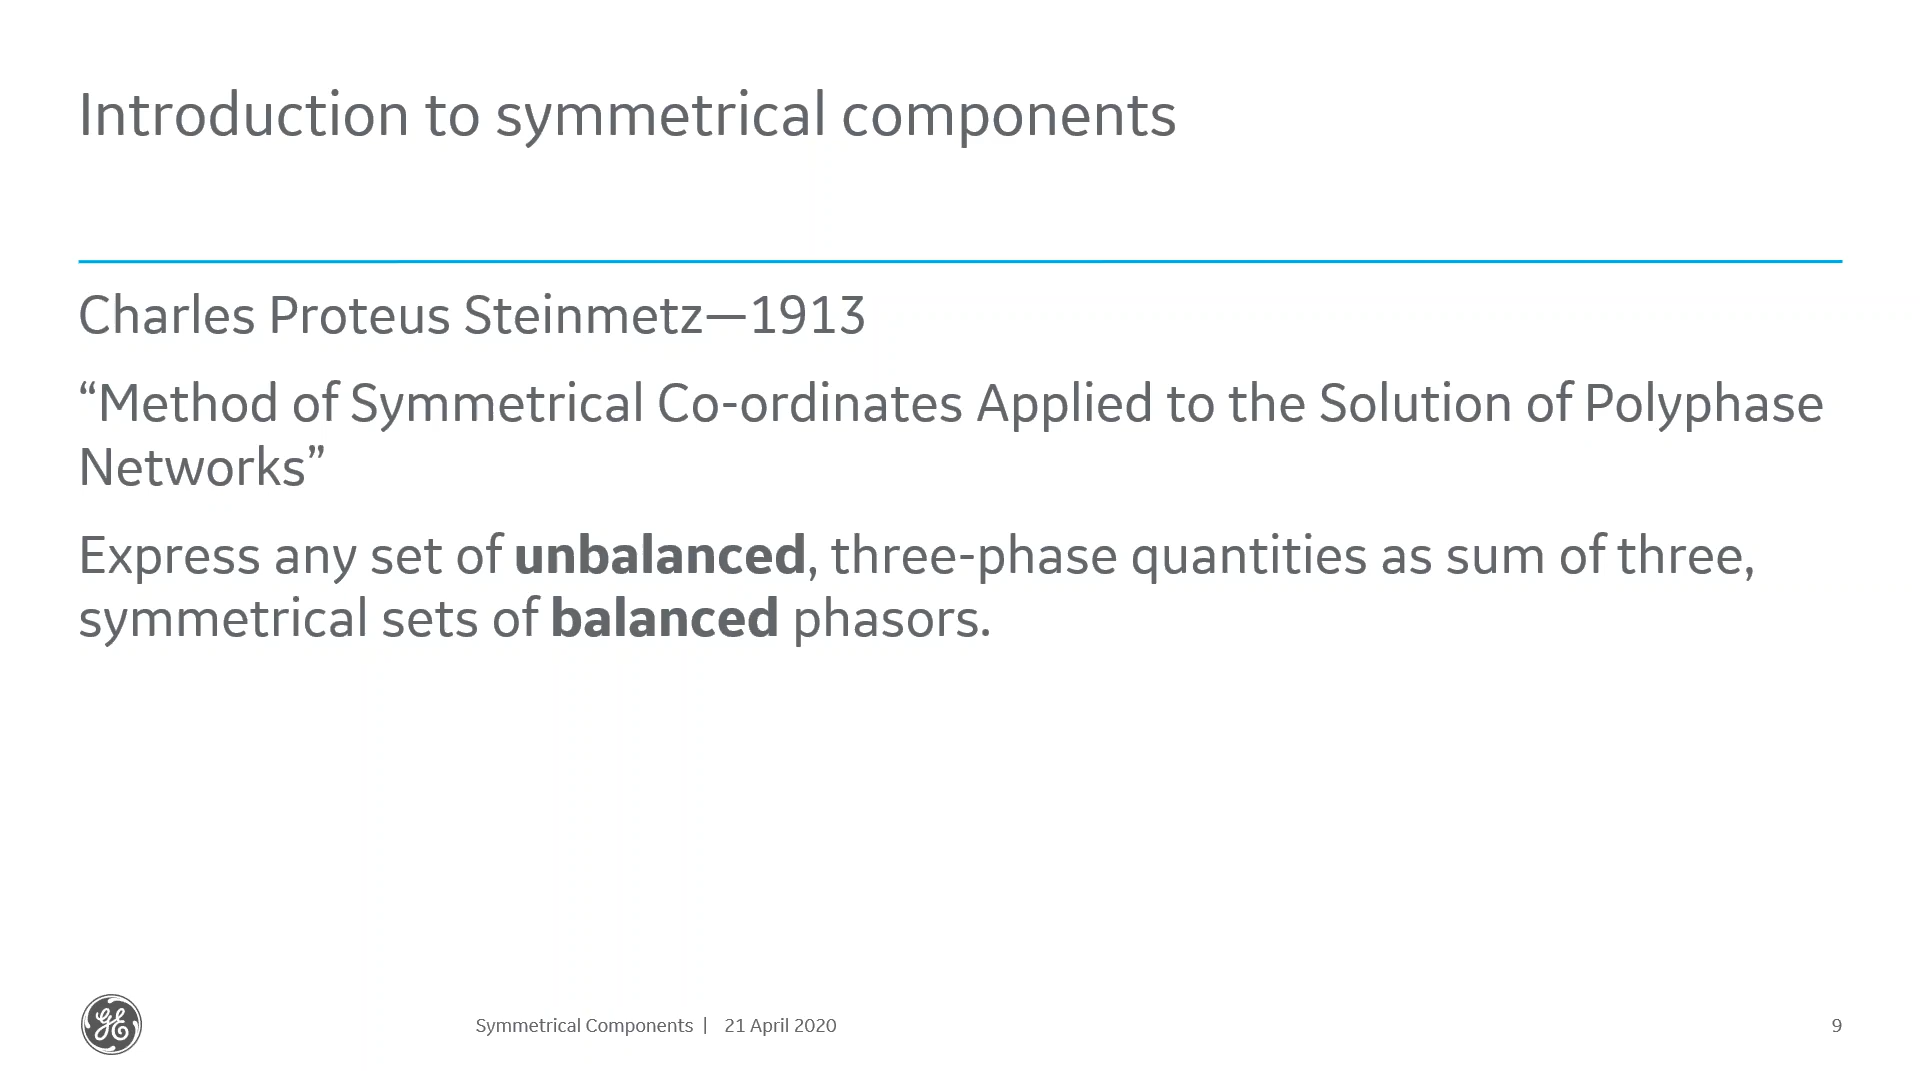 Introduction to symmetrical components
Charles Proteus Steinmetz—1913
“Method of Symmetrical Co-ordinates Applied to the Solution of Polyphase
Networks”
Express any set of unbalanced, three-phase quantities as sum of three,
symmetrical sets of balanced phasors.
GE
Symmetrical Components | 21 April 2020
9